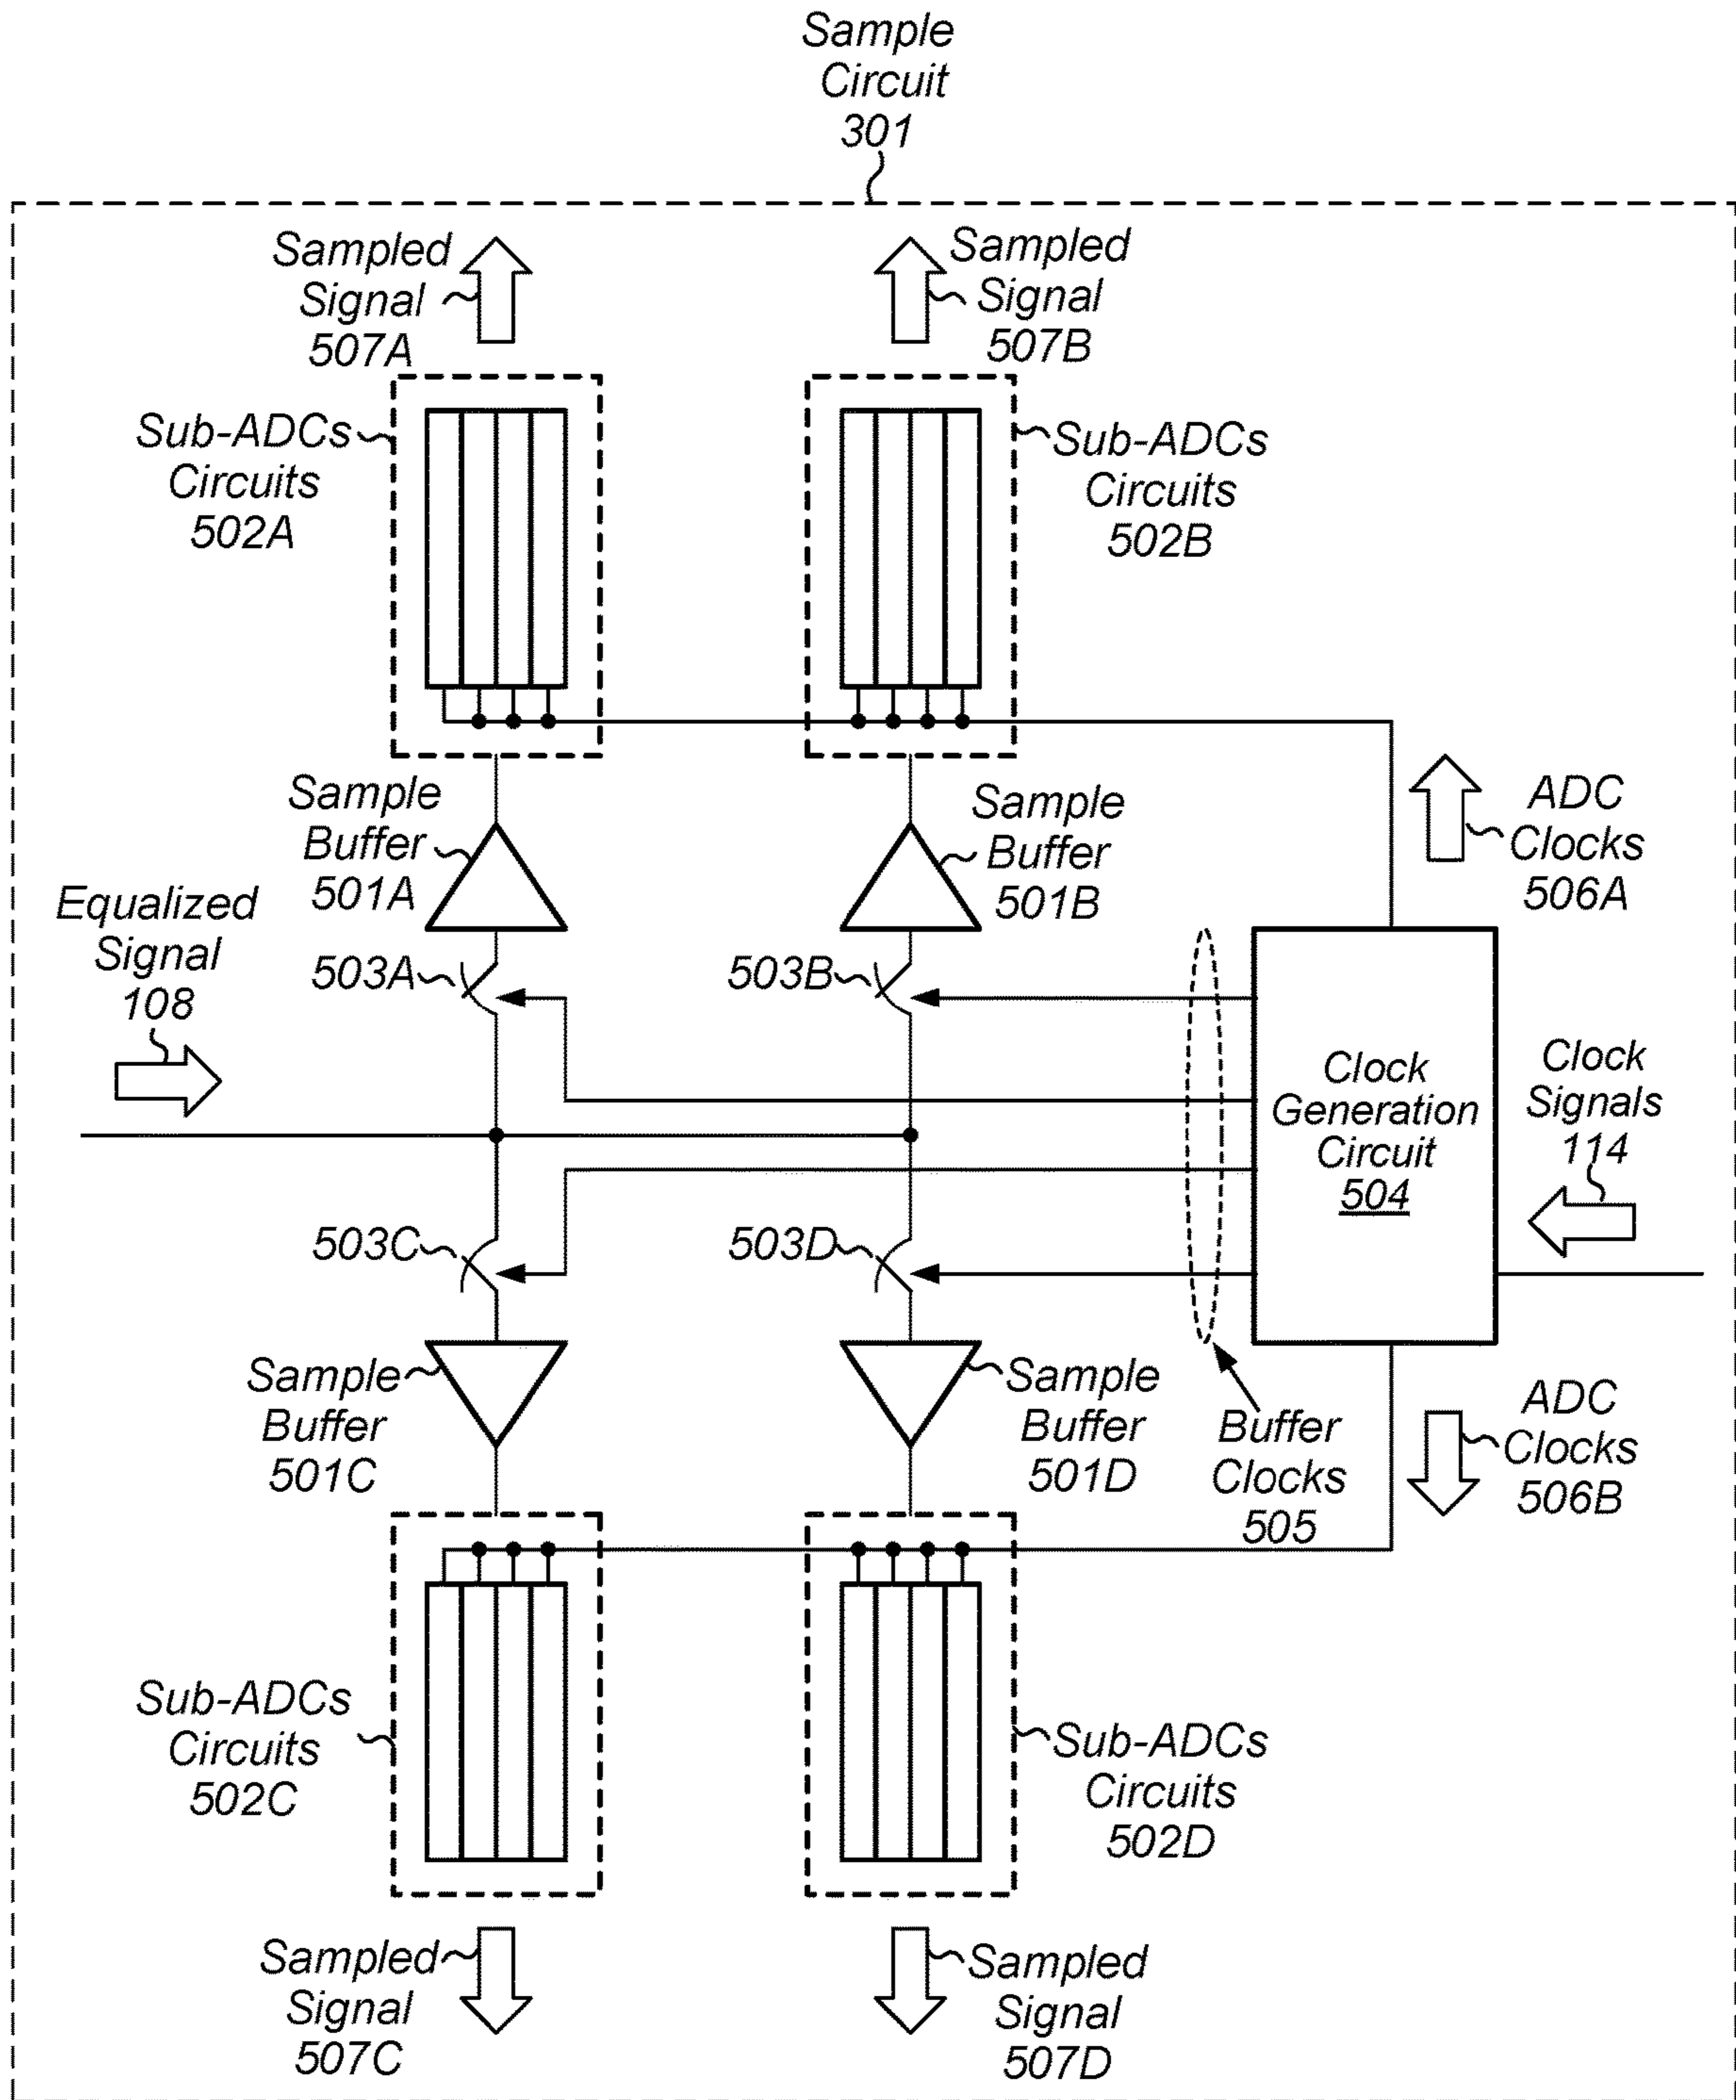 Sample
Circuit
301
Sampled
Signal
507A
Sampled
Signal
507B
Sub-ADCs
Circuits
502A
Sub-ADCs
Circuits
502B
Sample
Buffer
501A
Sample
Buffer
501B
ADC
Clocks
506A
Equalized
Signal
108
503A
503B
Clock
Generation
Circuit
504
Clock
Signals
114
503C
503D
Sample
Buffer
501C
Sample
Buffer
501D
Buffer
Clocks
505
ADC
Clocks
506B
Sub-ADCs
Circuits
502C
Sub-ADCs
Circuits
502D
Sampled
Signal
507C
Sampled
Signal
507D